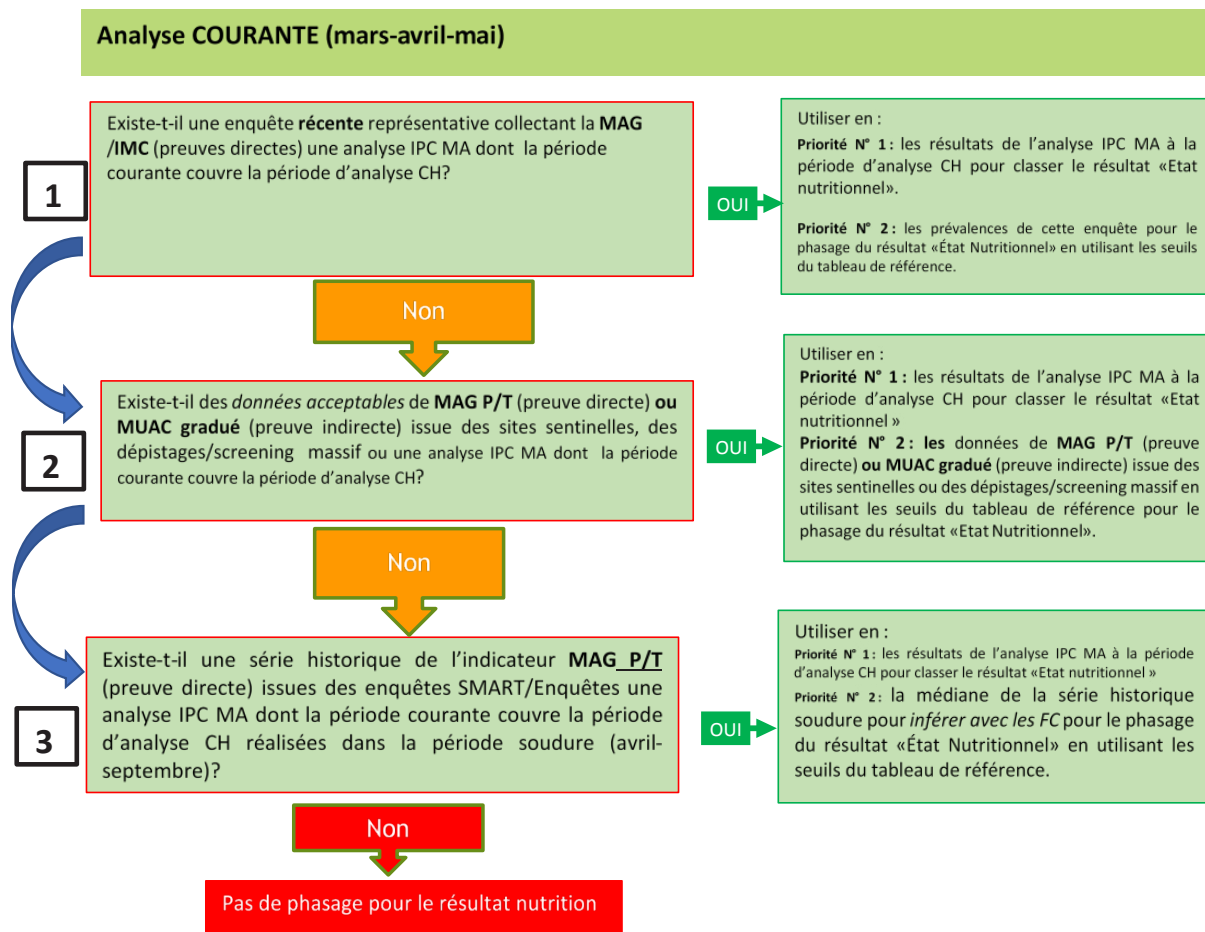 Analyse COURANTE (mars-avril-mai)
1
Existe-t-il une enquête récente représentative collectant la MAG
/IMC (preuves directes) une analyse IPC MA dont la période
courante couvre la période d'analyse CH?
OUI
Utiliser en :
Priorité N° 1 : les résultats de l'analyse IPC MA à la
période d'analyse CH pour classer le résultat «Etat
nutritionnel».
Priorité N° 2 : les prévalences de cette enquête pour le
phasage du résultat «État Nutritionnel» en utilisant les seuils
du tableau de référence.
Non
2
Existe-t-il des données acceptables de MAG P/T (preuve directe) ou
MUAC gradué (preuve indirecte) issue des sites sentinelles, des
dépistages/screening massif ou une analyse IPC MA dont la période
courante couvre la période d'analyse CH?
OUI
Utiliser en :
Priorité N° 1 : les résultats de l'analyse IPC MA à la
période d'analyse CH pour classer le résultat «Etat
nutritionnel »
Priorité N° 2 : les données de MAG P/T (preuve
directe) ou MUAC gradué (preuve indirecte) issue des
sites sentinelles ou des dépistages/screening massif en
utilisant les seuils du tableau de référence pour le
phasage du résultat «Etat Nutritionnel».
Non
3
Existe-t-il une série historique de l'indicateur MAG P/T
(preuve directe) issues des enquêtes SMART/Enquêtes une
analyse IPC MA dont la période courante couvre la période
d'analyse CH réalisées dans la période soudure (avril-
septembre)?
OUI
Utiliser en :
Priorité N° 1 : les résultats de l'analyse IPC MA à la période
d'analyse CH pour classer le résultat «Etat nutritionnel »
Priorité N° 2 : la médiane de la série historique
soudure pour inférer avec les FC pour le phasage
du résultat «État Nutritionnel» en utilisant les
seuils du tableau de référence.
Non
Pas de phasage pour le résultat nutrition